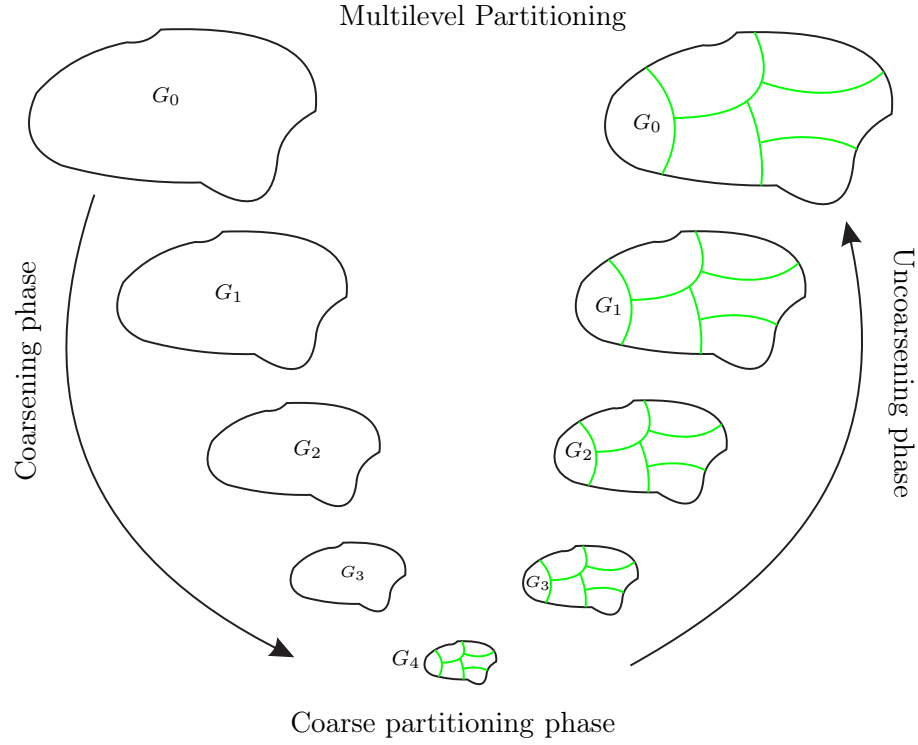 Multilevel Partitioning
G₀
G₀
G₁
G₁
Coarsening phase
Uncoarsening phase
G₂
G₂
G₃
G₃
G₄
Coarse partitioning phase